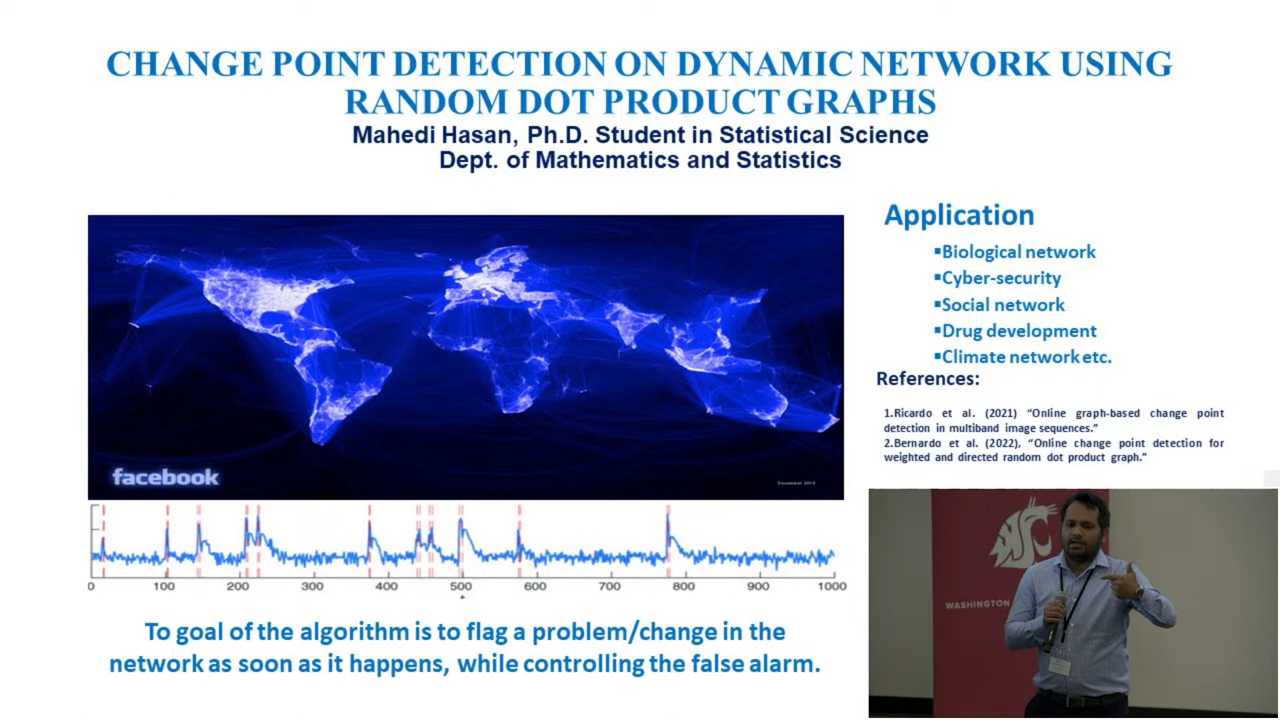 CHANGE POINT DETECTION ON DYNAMIC NETWORK USING
RANDOM DOT PRODUCT GRAPHS
Mahedi Hasan, Ph.D. Student in Statistical Science
Dept. of Mathematics and Statistics
Application
▪Biological network
▪Cyber-security
▪Social network
▪Drug development
▪Climate network etc.
References:
1.Ricardo et al. (2021) “Online graph-based change point
detection in multiband image sequences.”
2.Bernardo et al. (2022), “Online change point detection for
weighted and directed random dot product graph.”
facebook
0 100 200 300 400 500 600 700 800 900 1000
To goal of the algorithm is to flag a problem/change in the
network as soon as it happens, while controlling the false alarm.
WASHINGTON